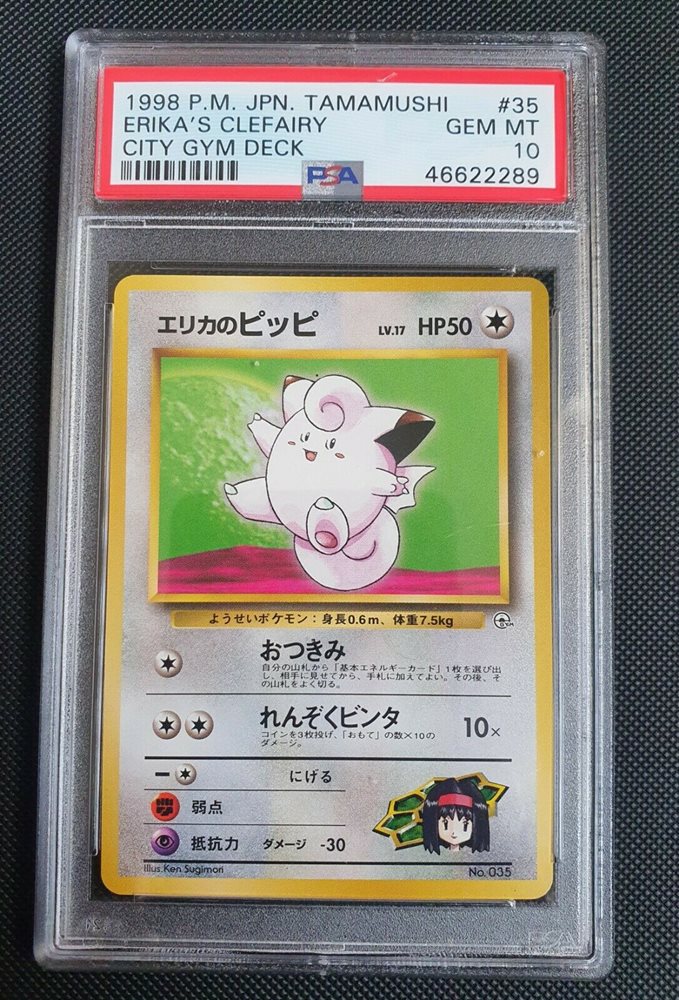 1998 P.M. JPN. TAMAMUSHI #35
ERIKA'S CLEFAIRY GEM MT
CITY GYM DECK 10
PSA 46622289
エリカのピッピ LV.17 HP50
ようせいポケモン：身長0.6m、体重7.5kg
おつきみ
自分の山札から「基本エネルギーカード」1枚を選び出
し、相手に見せてから、手札に加えてよい。その後、そ
の山札をよく切る。
れんぞくビンタ 10×
コインを3枚投げ、「おもて」の数×10の
ダメージ。
にげる
弱点
抵抗力 ダメージ -30
Illus.Ken Sugimori No. 035
PSA